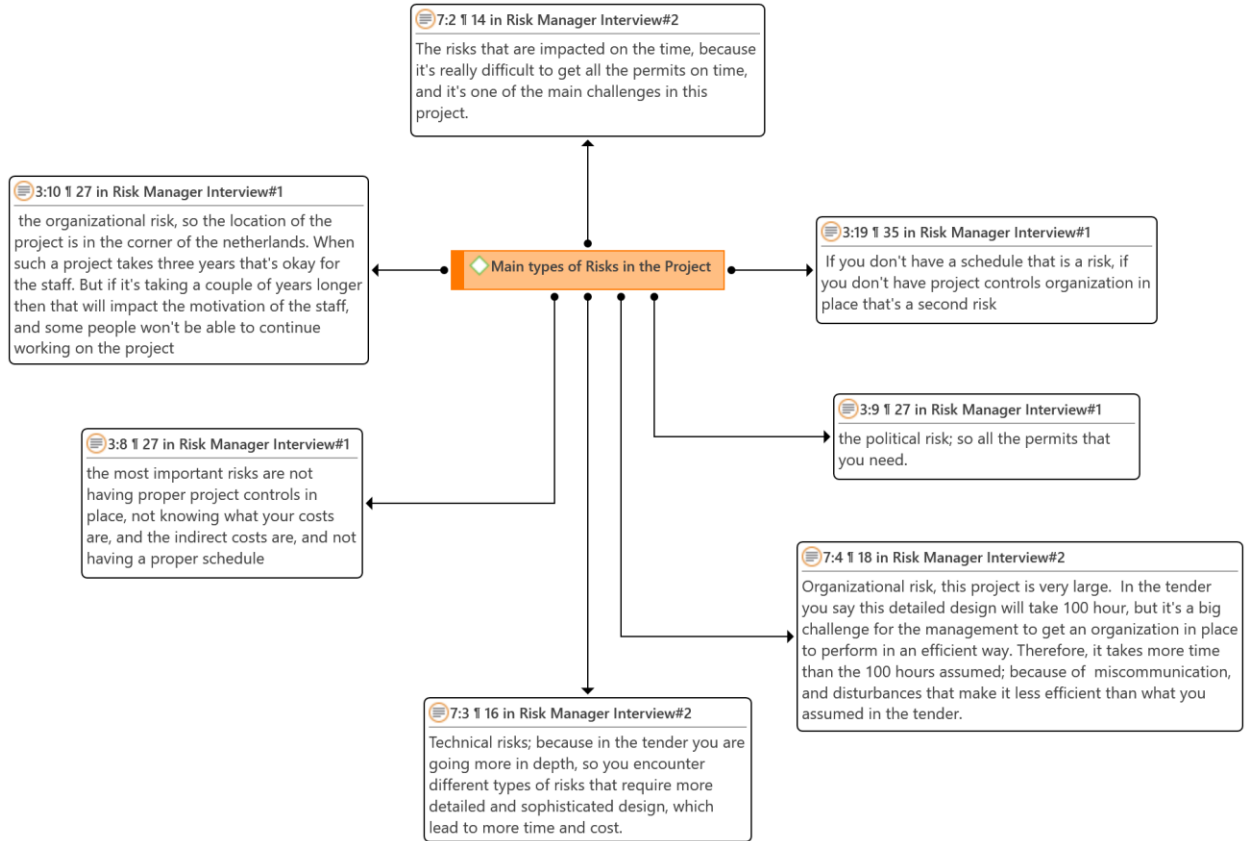 7:2 ¶ 14 in Risk Manager Interview#2
The risks that are impacted on the time, because
it's really difficult to get all the permits on time,
and it's one of the main challenges in this
project.
3:10 ¶ 27 in Risk Manager Interview#1
the organizational risk, so the location of the
project is in the corner of the netherlands. When
such a project takes three years that's okay for
the staff. But if it's taking a couple of years longer
then that will impact the motivation of the staff,
and some people won't be able to continue
working on the project
Main types of Risks in the Project
3:19 ¶ 35 in Risk Manager Interview#1
If you don't have a schedule that is a risk, if
you don't have project controls organization in
place that's a second risk
3:9 ¶ 27 in Risk Manager Interview#1
the political risk; so all the permits that
you need.
3:8 ¶ 27 in Risk Manager Interview#1
the most important risks are not
having proper project controls in
place, not knowing what your costs
are, and the indirect costs are, and not
having a proper schedule
7:4 ¶ 18 in Risk Manager Interview#2
Organizational risk, this project is very large. In the tender
you say this detailed design will take 100 hour, but it's a big
challenge for the management to get an organization in place
to perform in an efficient way. Therefore, it takes more time
than the 100 hours assumed; because of miscommunication,
and disturbances that make it less efficient than what you
assumed in the tender.
7:3 ¶ 16 in Risk Manager Interview#2
Technical risks; because in the tender you are
going more in depth, so you encounter
different types of risks that require more
detailed and sophisticated design, which
lead to more time and cost.